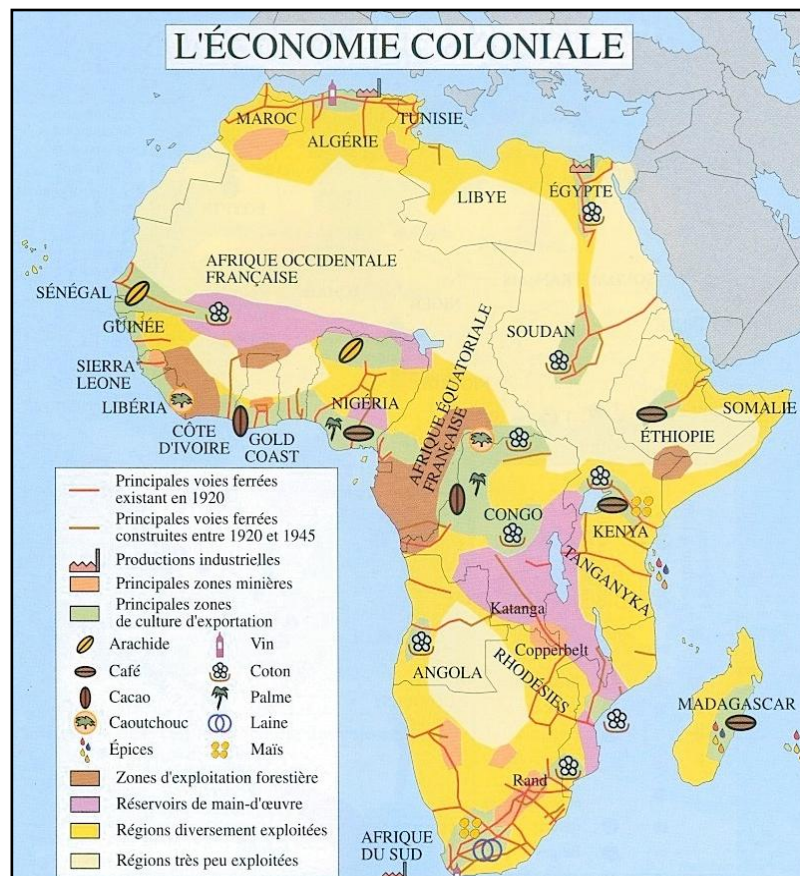 L'ÉCONOMIE COLONIALE
MAROC
ALGÉRIE
TUNISIE
LIBYE
ÉGYPTE
AFRIQUE OCCIDENTALE
FRANÇAISE
SÉNÉGAL
GUINÉE
SIERRA
LEONE
LIBÉRIA
CÔTE
D'IVOIRE
GOLD
COAST
NIGÉRIA
AFRIQUE ÉQUATORIALE
FRANÇAISE
SOUDAN
SOMALIE
ÉTHIOPIE
CONGO
KENYA
TANGANYKA
Katanga
Copperbelt
ANGOLA
RHODÉSIES
MADAGASCAR
Rand
AFRIQUE
DU SUD
Principales voies ferrées
existant en 1920
Principales voies ferrées
construites entre 1920 et 1945
Productions industrielles
Principales zones minières
Principales zones
de culture d'exportation
Arachide
Vin
Café
Coton
Cacao
Palme
Caoutchouc
Laine
Épices
Maïs
Zones d'exploitation forestière
Réservoirs de main-d'œuvre
Régions diversement exploitées
Régions très peu exploitées